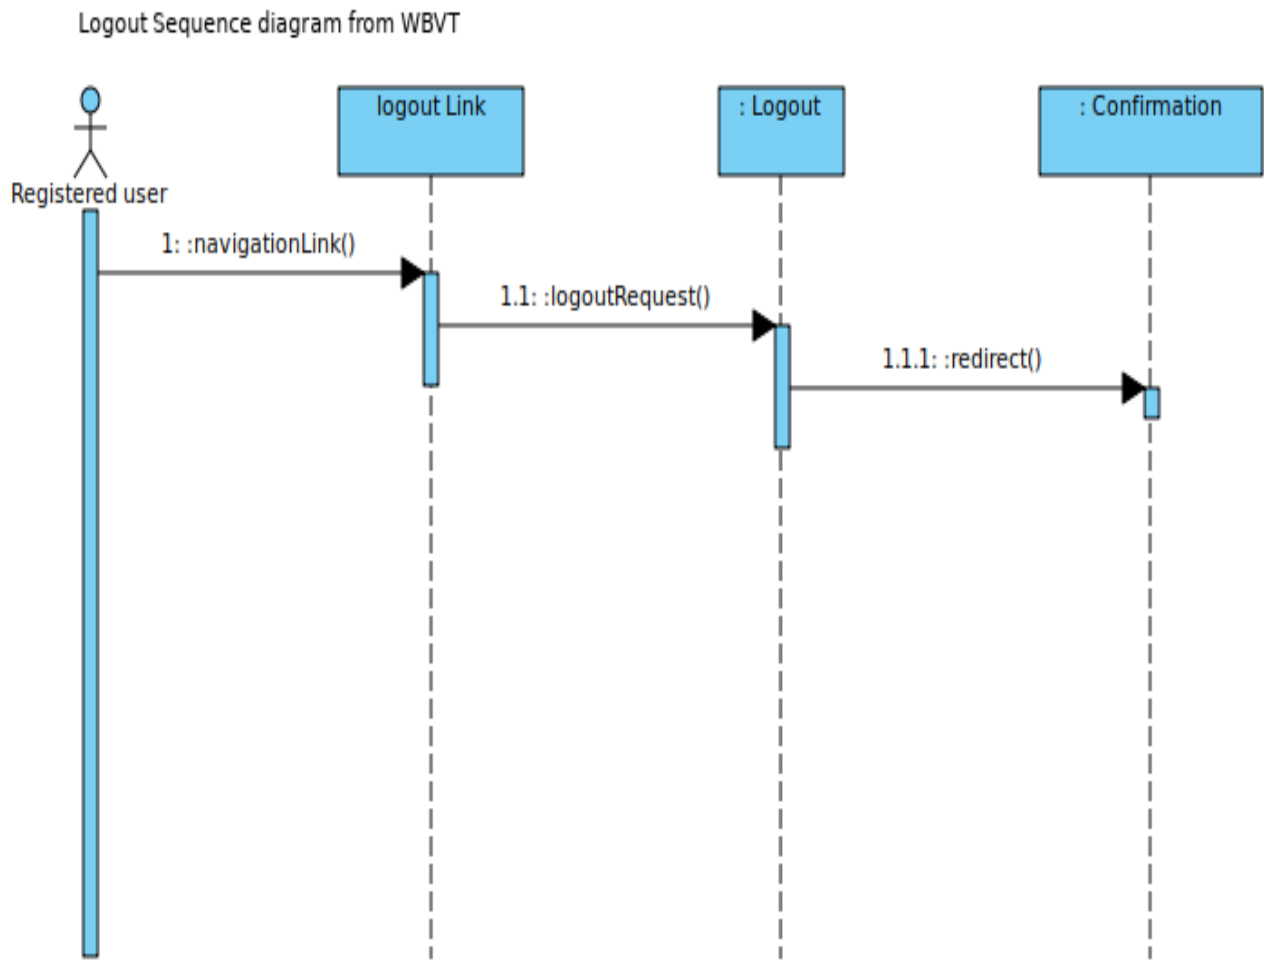 Logout Sequence diagram from WBVT
logout Link
: Logout
: Confirmation
Registered user
1: :navigationLink()
1.1: :logoutRequest()
1.1.1: :redirect()